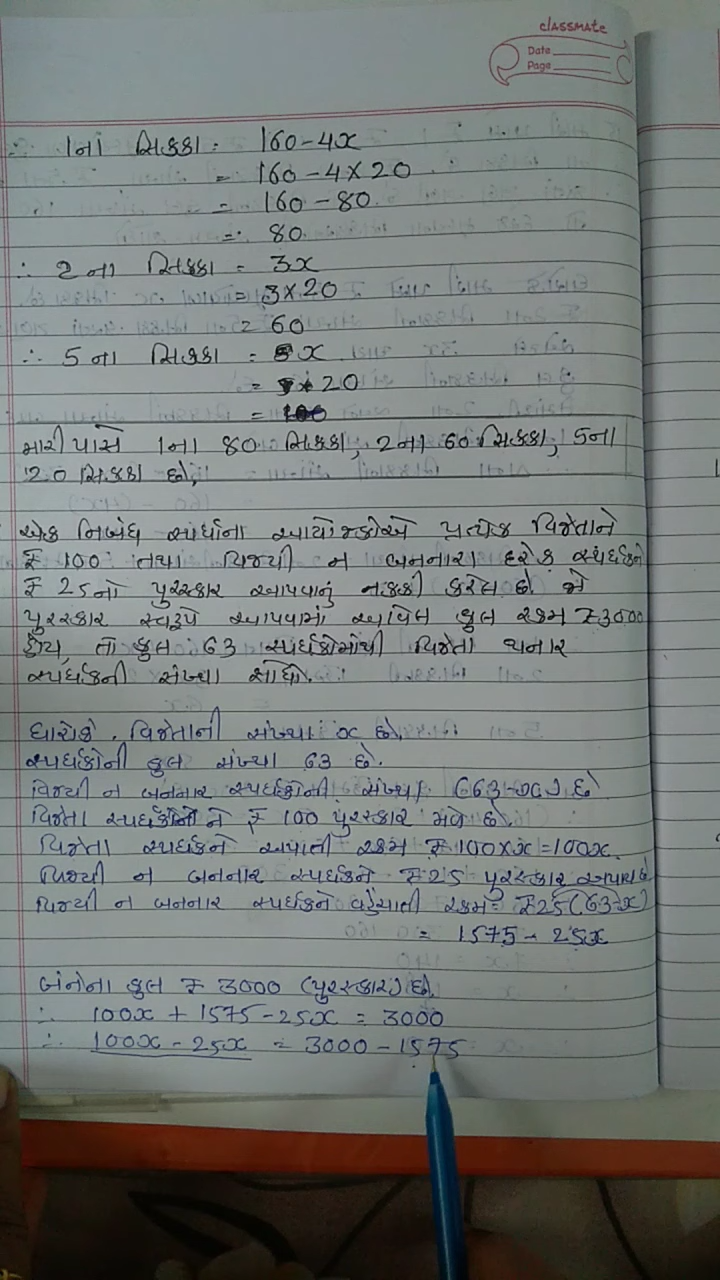 classmate
Date
Page
∴ 1ના સિક્કા = 160-4x
= 160-4×20
= 160-80
= 80
∴ 2ના સિક્કા = 3x
= 3×20
= 60
∴ 5ના સિક્કા = x
= 20
મારી પાસે 1ના 80 સિક્કા, 2ના 60 સિક્કા, 5ના
20 સિક્કા છે.
એક નિબંધ સ્પર્ધાના આયોજકોએ પ્રત્યેક વિજેતાને
₹ 100 તથા વિજયી ન બનનારા દરેક સ્પર્ધકને
₹ 25નો પુરસ્કાર આપવાનું નક્કી કરેલ છે જો
પુરસ્કાર સ્વરૂપે આપવામાં આવેલ કુલ રકમ ₹3000
હોય, તો કુલ 63 સ્પર્ધકોમાંથી વિજેતા થનાર
સ્પર્ધકની સંખ્યા શોધો.
ધારોકે, વિજેતાની સંખ્યા x છે.
સ્પર્ધકોની કુલ સંખ્યા 63 છે.
વિજયી ન બનનાર સ્પર્ધકોની સંખ્યા (63-x) છે
વિજેતા ને ₹ 100 પુરસ્કાર મળે છે.
વિજેતા સ્પર્ધકને અપાતી રકમ ₹100×x=100x
વિજયી ન બનનાર સ્પર્ધકને ₹25 પુરસ્કાર અપાય છે
વિજયી ન બનનાર સ્પર્ધકને વહેંચાતી રકમ = ₹25(63-x)
= 1575 - 25x
બંનેના કુલ ₹ 3000 (પુરસ્કાર) છે.
∴ 100x + 1575-25x = 3000
∴ 100x - 25x = 3000-1575